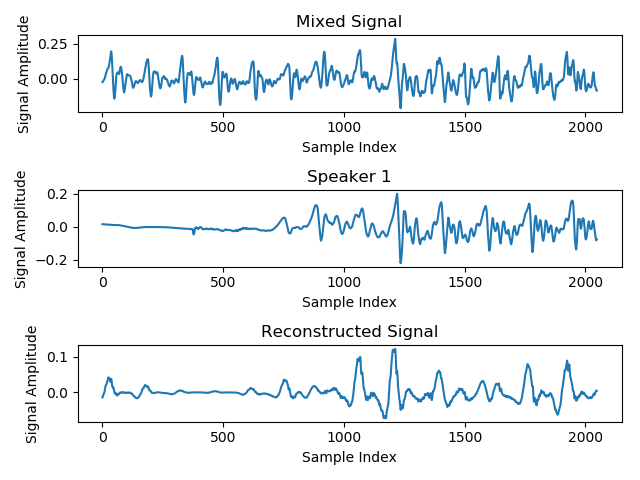 Mixed Signal
Signal Amplitude
0.25
0.00
0 500 1000 1500 2000
Sample Index
Speaker 1
Signal Amplitude
0.2
0.0
−0.2
0 500 1000 1500 2000
Sample Index
Reconstructed Signal
Signal Amplitude
0.1
0.0
0 500 1000 1500 2000
Sample Index